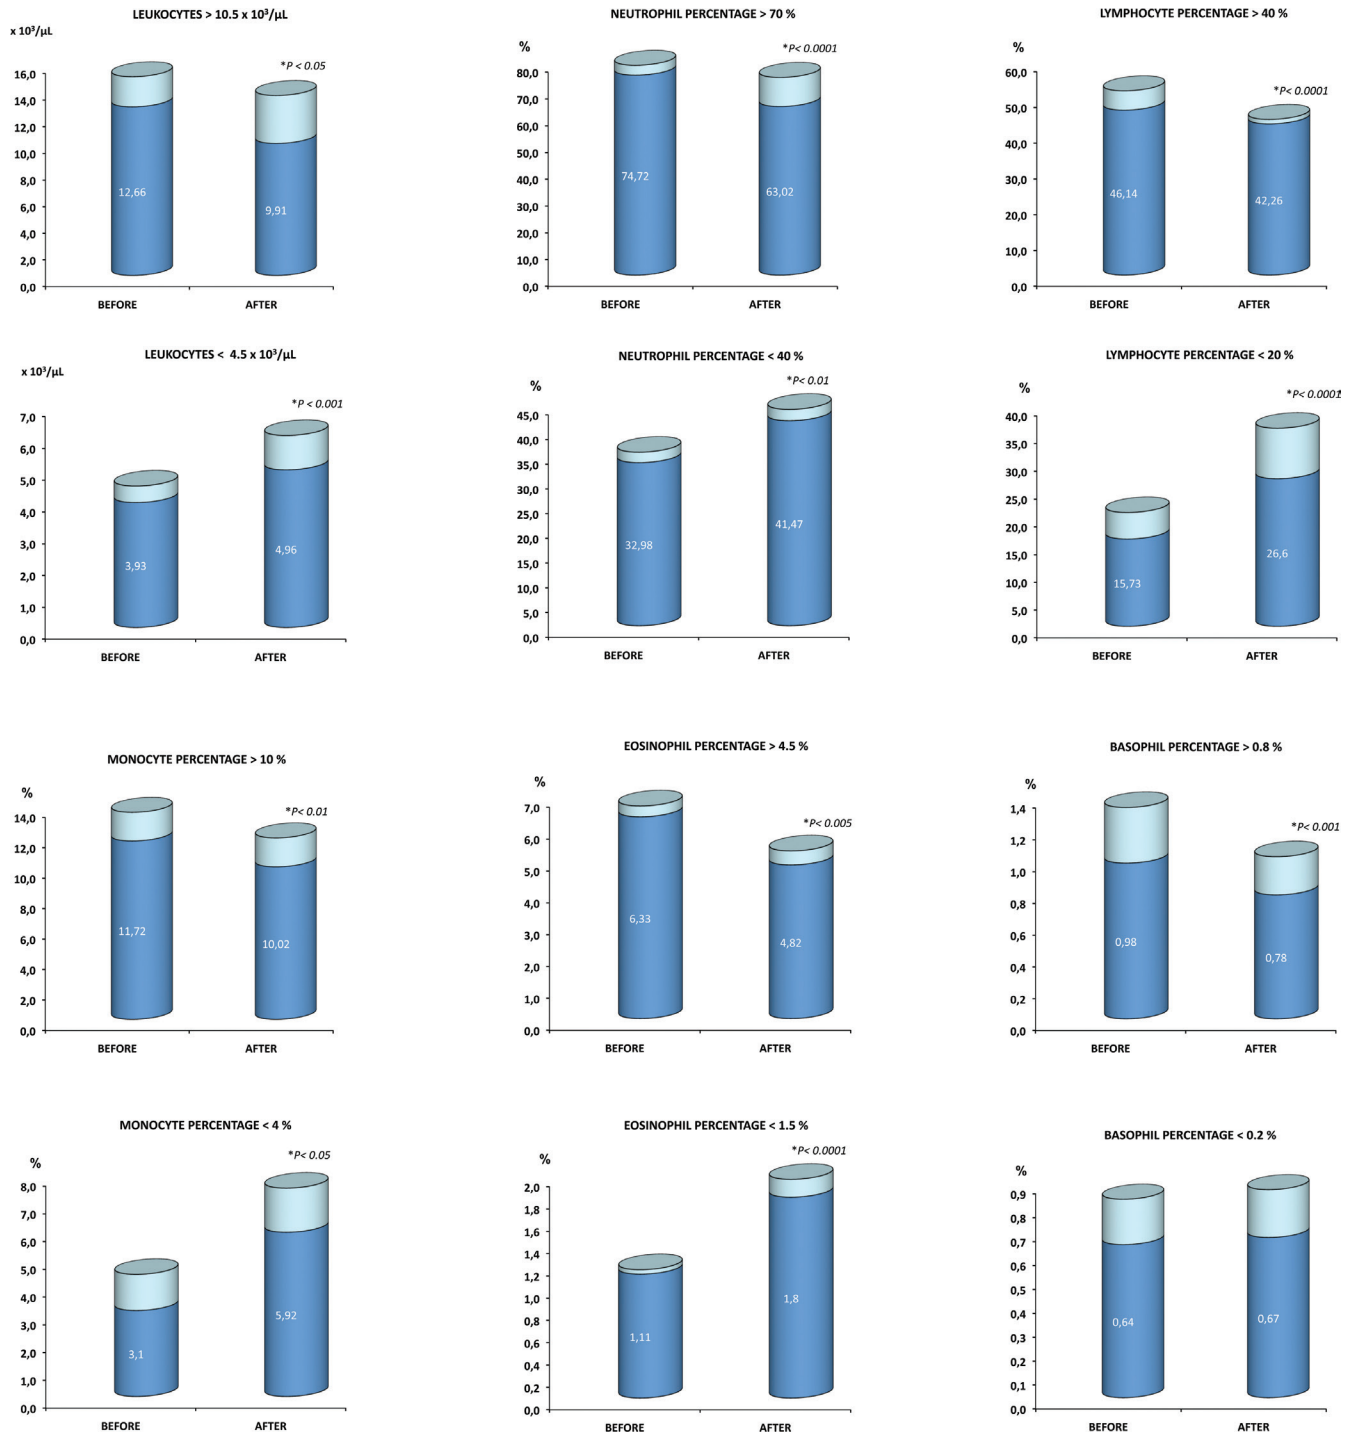 LEUKOCYTES > 10.5 x 10³/µL
x 10³/µL
*P < 0.05
16,0
14,0
12,0
10,0
8,0
6,0
4,0
2,0
0,0
12,66
9,91
BEFORE
AFTER
NEUTROPHIL PERCENTAGE > 70 %
%
*P< 0.0001
80,0
70,0
60,0
50,0
40,0
30,0
20,0
10,0
0,0
74,72
63,02
BEFORE
AFTER
LYMPHOCYTE PERCENTAGE > 40 %
%
*P< 0.0001
60,0
50,0
40,0
30,0
20,0
10,0
0,0
46,14
42,26
BEFORE
AFTER
LEUKOCYTES < 4.5 x 10³/µL
x 10³/µL
*P < 0.001
7,0
6,0
5,0
4,0
3,0
2,0
1,0
0,0
3,93
4,96
BEFORE
AFTER
NEUTROPHIL PERCENTAGE < 40 %
%
*P< 0.01
45,0
40,0
35,0
30,0
25,0
20,0
15,0
10,0
5,0
0,0
32,98
41,47
BEFORE
AFTER
LYMPHOCYTE PERCENTAGE < 20 %
%
*P< 0.0001
40,0
35,0
30,0
25,0
20,0
15,0
10,0
5,0
0,0
15,73
26,6
BEFORE
AFTER
MONOCYTE PERCENTAGE > 10 %
%
*P< 0.01
14,0
12,0
10,0
8,0
6,0
4,0
2,0
0,0
11,72
10,02
BEFORE
AFTER
EOSINOPHIL PERCENTAGE > 4.5 %
%
*P< 0.005
7,0
6,0
5,0
4,0
3,0
2,0
1,0
0,0
6,33
4,82
BEFORE
AFTER
BASOPHIL PERCENTAGE > 0.8 %
%
*P< 0.001
1,4
1,2
1,0
0,8
0,6
0,4
0,2
0,0
0,98
0,78
BEFORE
AFTER
MONOCYTE PERCENTAGE < 4 %
%
*P< 0.05
8,0
7,0
6,0
5,0
4,0
3,0
2,0
1,0
0,0
3,1
5,92
BEFORE
AFTER
EOSINOPHIL PERCENTAGE < 1.5 %
%
*P< 0.0001
2,0
1,8
1,6
1,4
1,2
1,0
0,8
0,6
0,4
0,2
0,0
1,11
1,8
BEFORE
AFTER
BASOPHIL PERCENTAGE < 0.2 %
%
0,9
0,8
0,7
0,6
0,5
0,4
0,3
0,2
0,1
0,0
0,64
0,67
BEFORE
AFTER